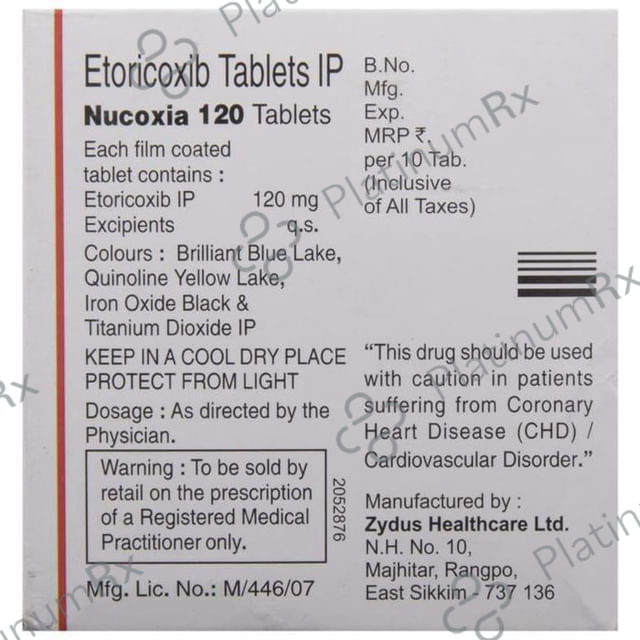 Etoricoxib Tablets IP
Nucoxia 120 Tablets
Each film coated
tablet contains :
Etoricoxib IP 120 mg
Excipients q.s.
Colours : Brilliant Blue Lake,
Quinoline Yellow Lake,
Iron Oxide Black &
Titanium Dioxide IP
KEEP IN A COOL DRY PLACE
PROTECT FROM LIGHT
Dosage : As directed by the
Physician.
Warning : To be sold by
retail on the prescription
of a Registered Medical
Practitioner only.
Mfg. Lic. No.: M/446/07
2052876
B.No.
Mfg.
Exp.
MRP ₹.
per 10 Tab.
(Inclusive
of All Taxes)
“This drug should be used
with caution in patients
suffering from Coronary
Heart Disease (CHD) /
Cardiovascular Disorder.”
Manufactured by :
Zydus Healthcare Ltd.
N.H. No. 10,
Majhitar, Rangpo,
East Sikkim - 737 136
PlatinumRx
PlatinumRx
PlatinumRx